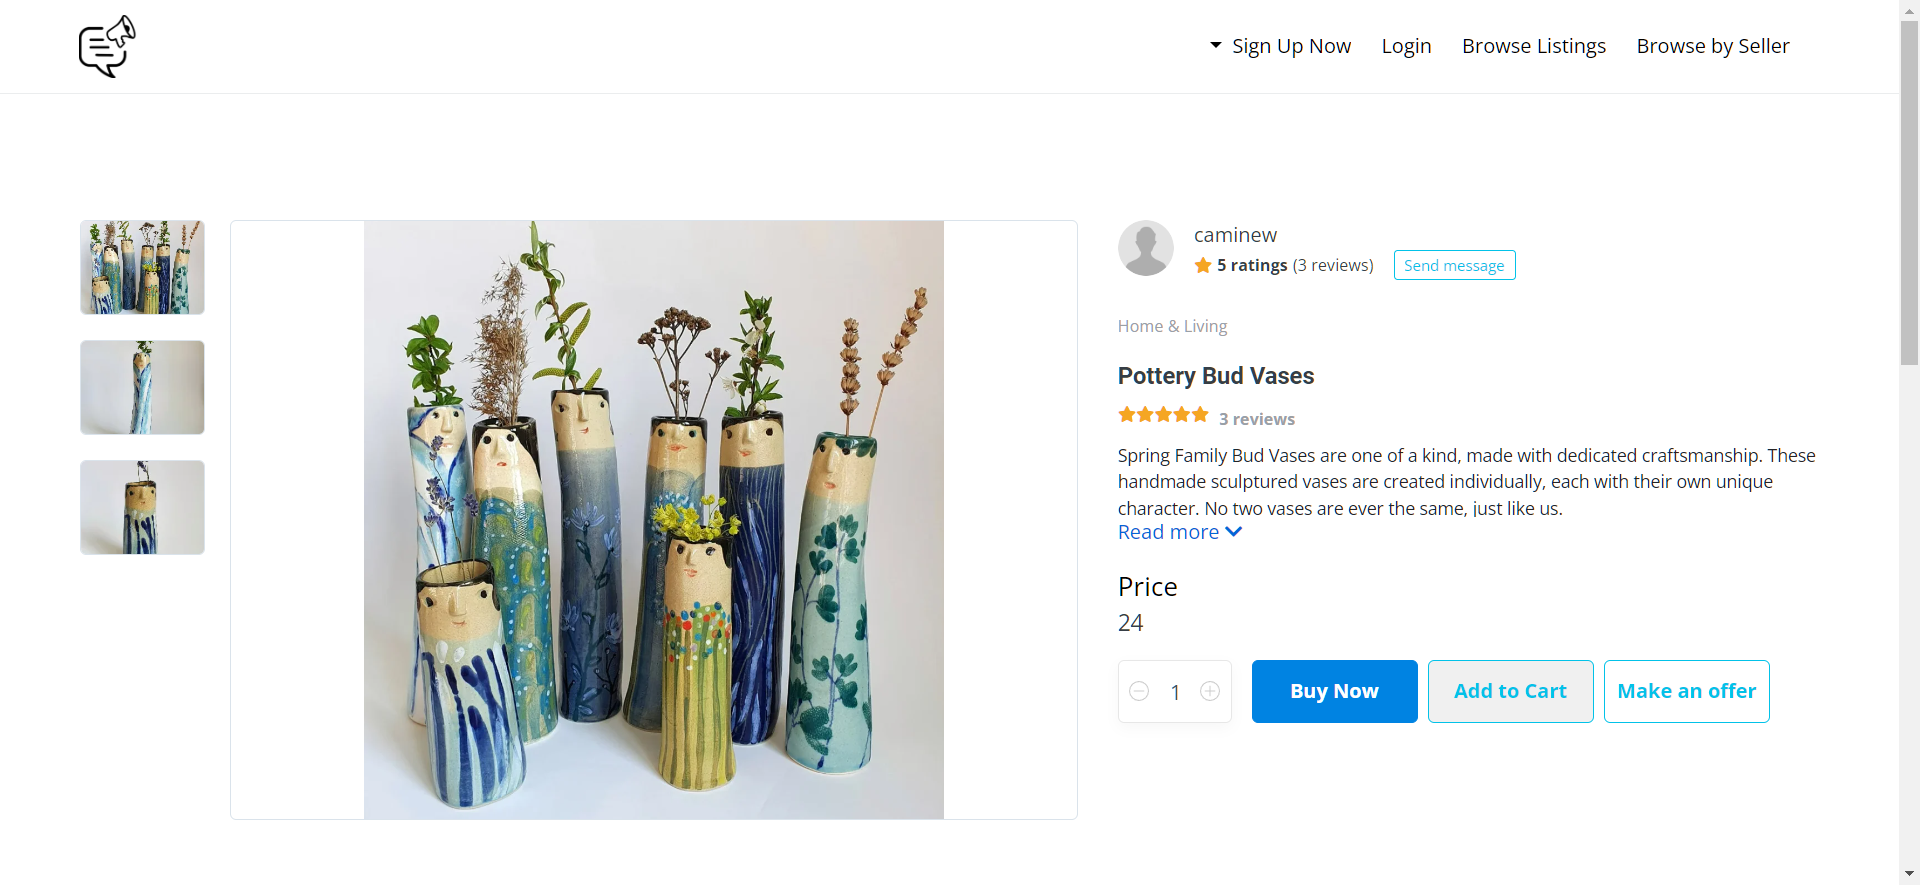 Sign Up Now
Login
Browse Listings
Browse by Seller
caminew
5 ratings (3 reviews)
Send message
Home & Living
Pottery Bud Vases
3 reviews
Spring Family Bud Vases are one of a kind, made with dedicated craftsmanship. These
handmade sculptured vases are created individually, each with their own unique
character. No two vases are ever the same, just like us.
Read more
Price
24
1
Buy Now
Add to Cart
Make an offer